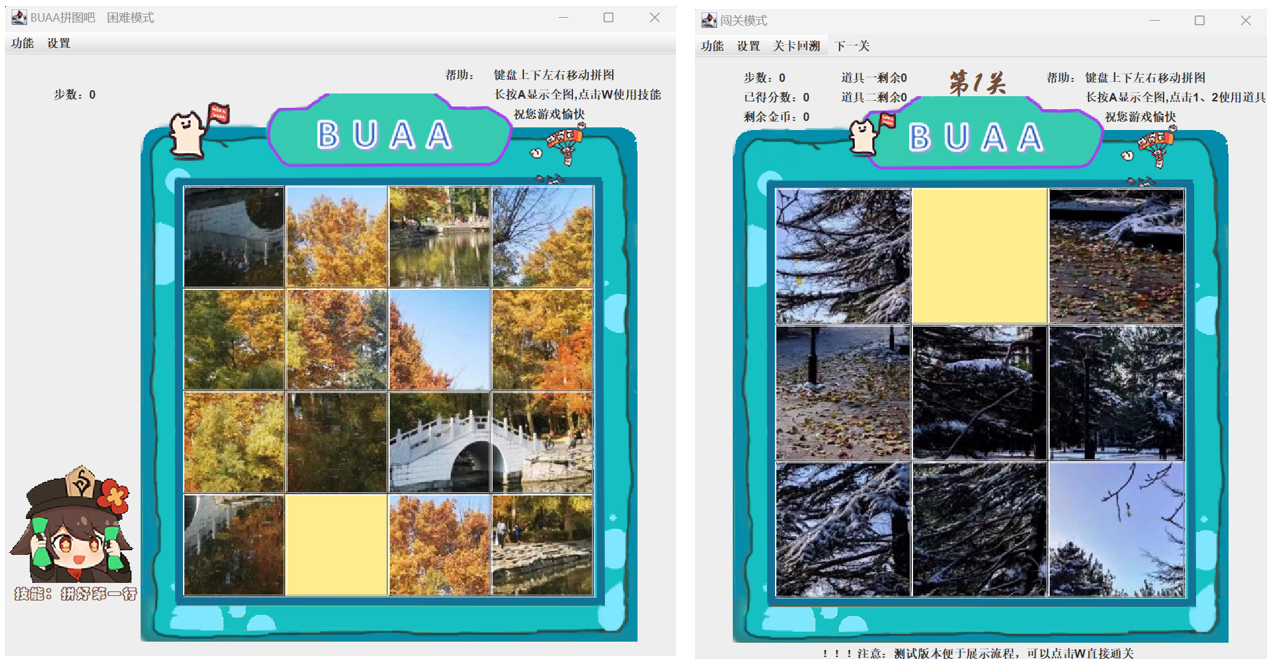 BUAA拼图吧 困难模式
功能 设置
帮助: 键盘上下左右移动拼图
步数: 0
长按A显示全图,点击W使用技能
祝您游戏愉快
BUAA
技能: 拼好第一行
闯关模式
功能 设置 关卡回溯 下一关
步数: 0 道具一剩余0 第1关 帮助: 键盘上下左右移动拼图
已得分数: 0 道具二剩余0 长按A显示全图,点击1、2使用道具
剩余金币: 0 祝您游戏愉快
BUAA
！！！注意: 测试版本便于展示流程，可以点击W直接通关